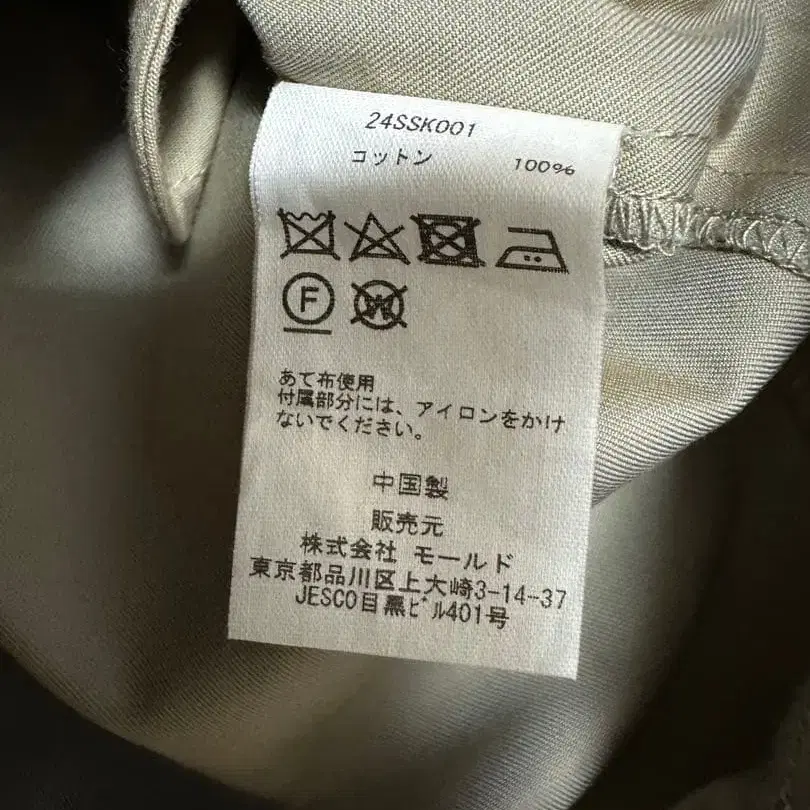 24SSK001
コットン 100%
F
W
あて布使用
付属部分には、アイロンをかけ
ないでください。
中国製
販売元
株式会社 モールド
東京都品川区上大崎3-14-37
JESCO目黒ﾋﾞﾙ401号